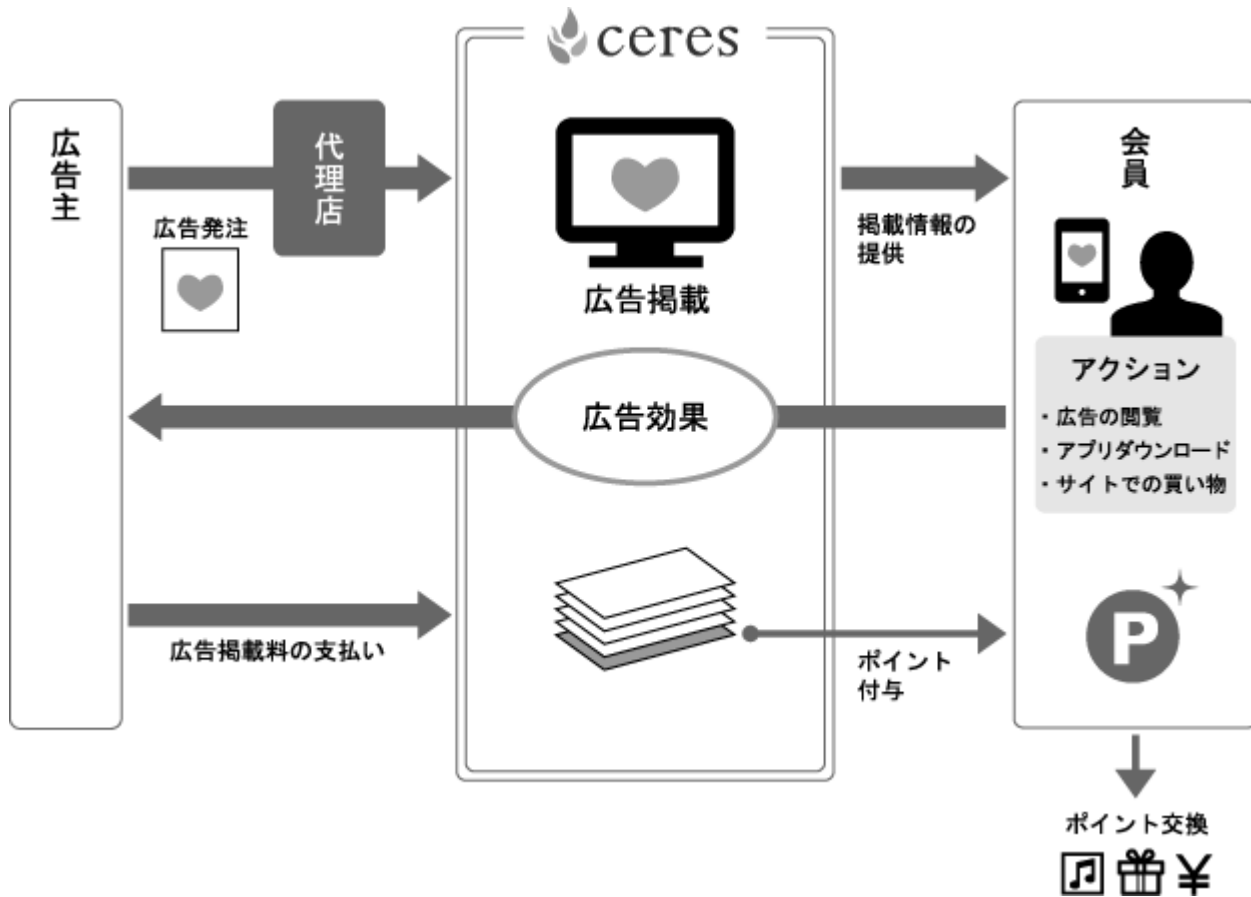 ceres
広告主
代理店
広告発注
広告掲載
掲載情報の
提供
会員
アクション
・広告の閲覧
・アプリダウンロード
・サイトでの買い物
広告効果
広告掲載料の支払い
ポイント
付与
P
ポイント交換
¥